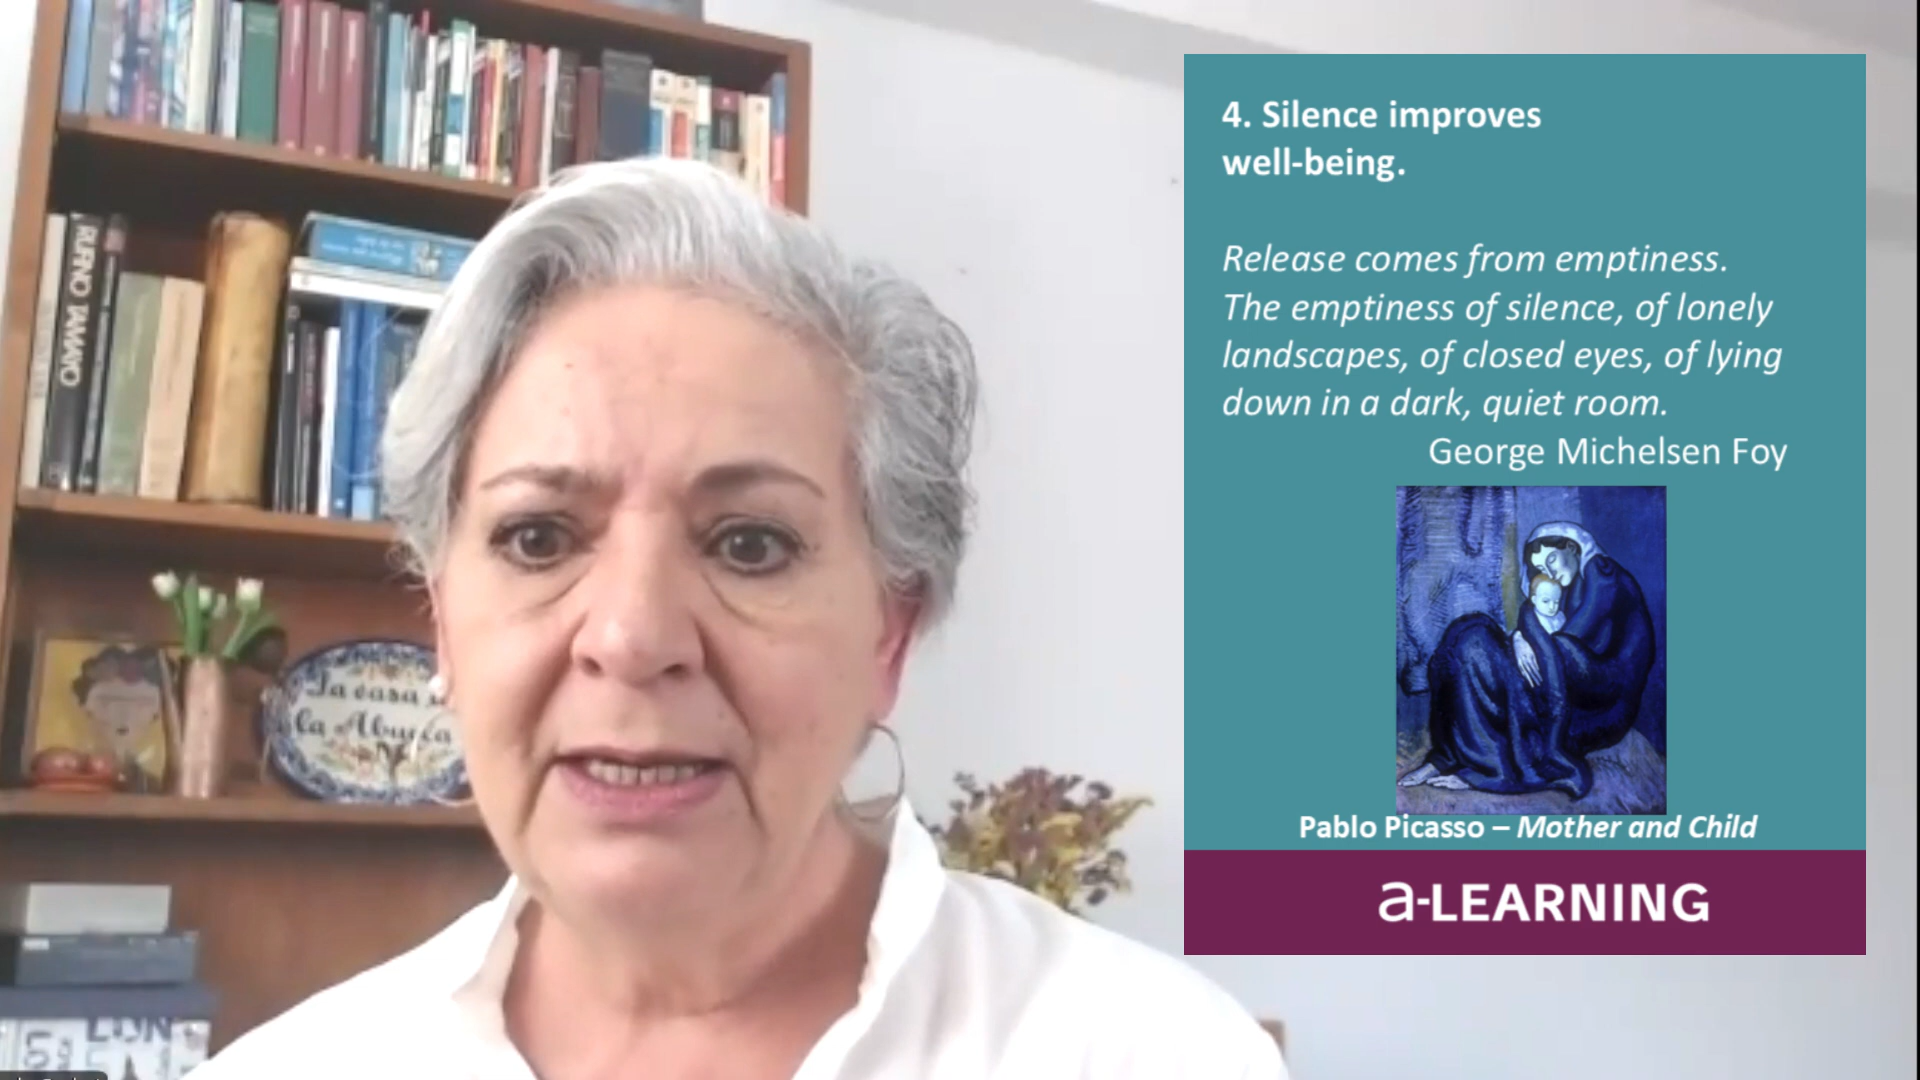 RUFINO TAMAYO
La casa
la Abuela
4. Silence improves
well-being.
Release comes from emptiness.
The emptiness of silence, of lonely
landscapes, of closed eyes, of lying
down in a dark, quiet room.
George Michelsen Foy
Pablo Picasso – Mother and Child
a-LEARNING